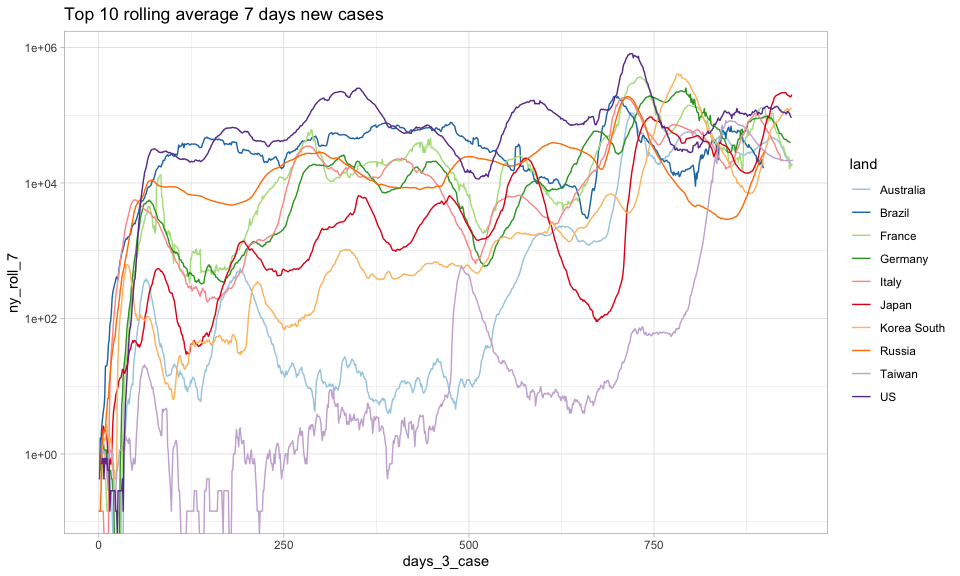 Top 10 rolling average 7 days new cases
1e+06
1e+04
1e+02
1e+00
ny_roll_7
0
250
500
750
days_3_case
land
Australia
Brazil
France
Germany
Italy
Japan
Korea South
Russia
Taiwan
US